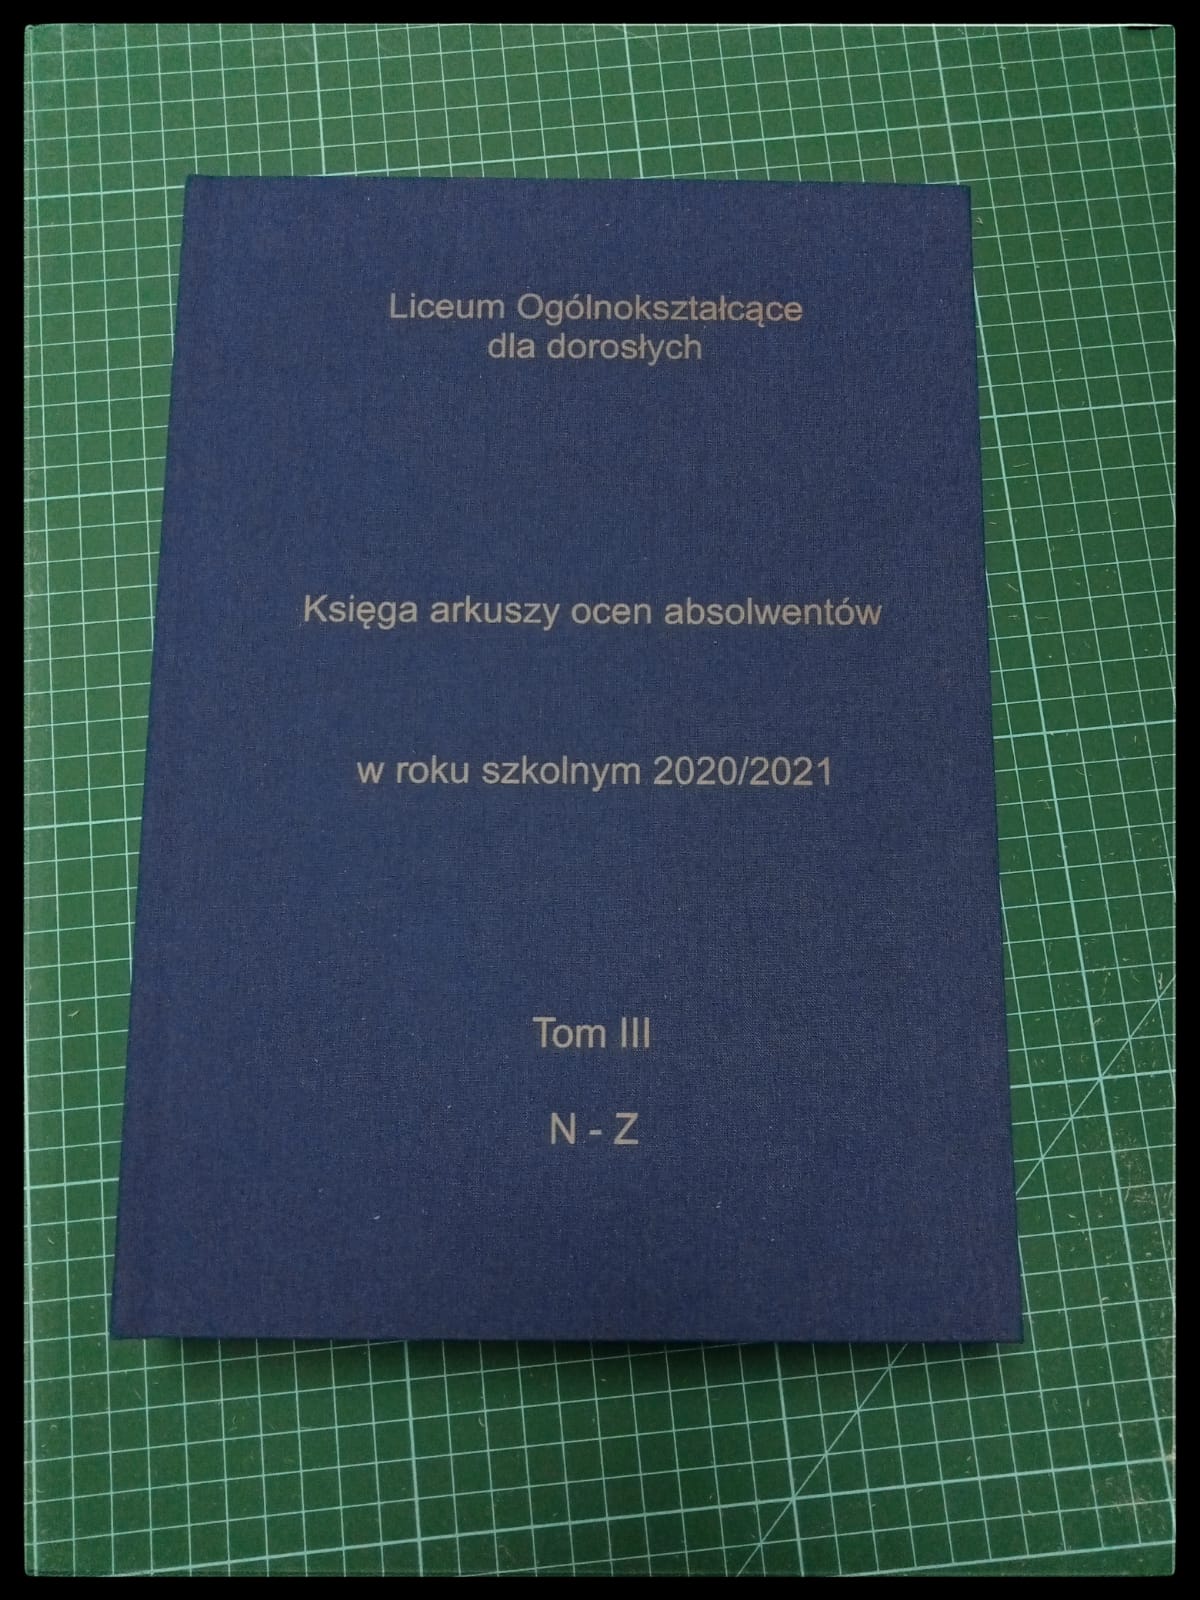 Liceum Ogólnokształcące
dla dorosłych
Księga arkuszy ocen absolwentów
w roku szkolnym 2020/2021
Tom III
N - Z